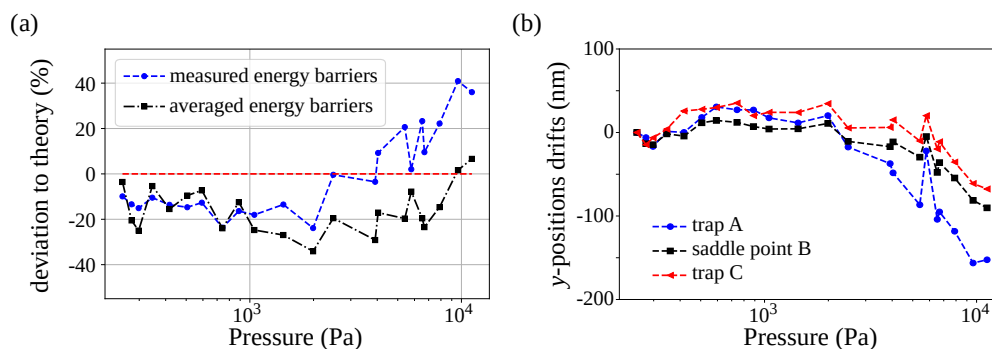 (a)
deviation to theory (%)
40
20
0
-20
-40
measured energy barriers
averaged energy barriers
10³
10⁴
Pressure (Pa)
(b)
y-positions drifts (nm)
100
0
-100
-200
trap A
saddle point B
trap C
10³
10⁴
Pressure (Pa)